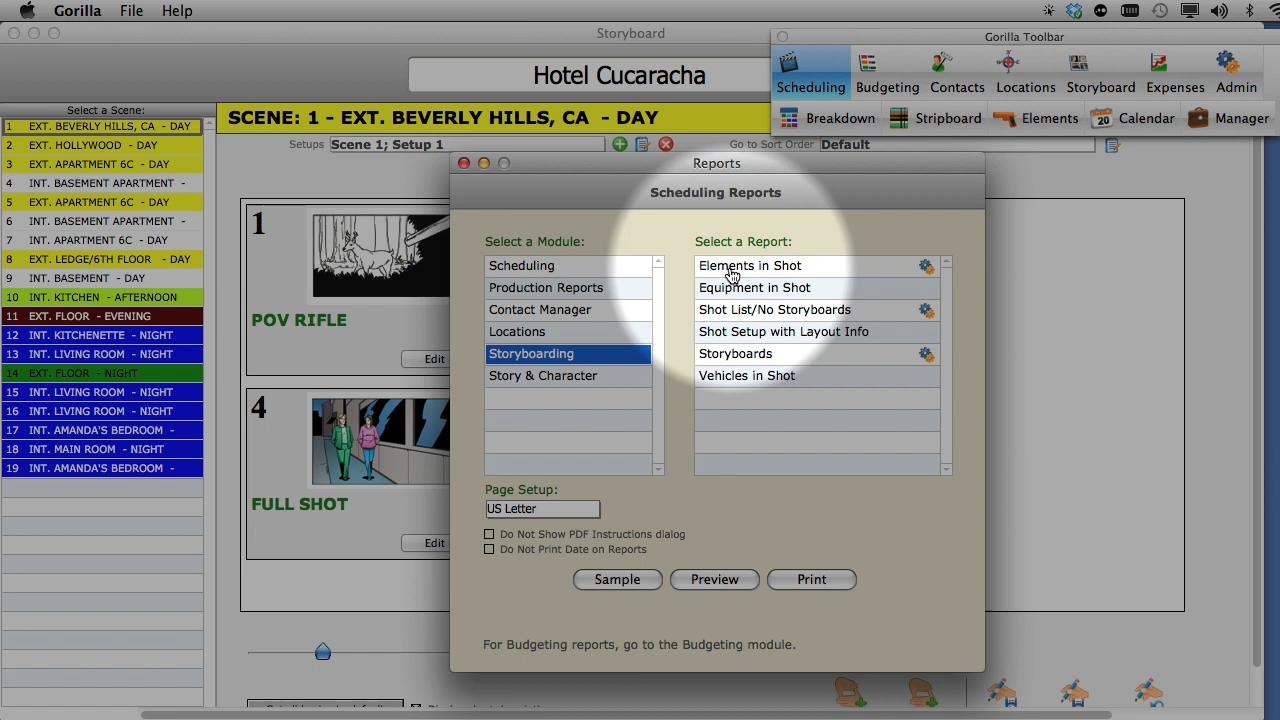 Gorilla File Help
Storyboard
Gorilla Toolbar
Hotel Cucaracha
Scheduling Budgeting Contacts Locations Storyboard Expenses Admin
Breakdown Stripboard Elements 20 Calendar Manager
Select a Scene:
SCENE: 1 - EXT. BEVERLY HILLS, CA - DAY
Setups Scene 1; Setup 1 Go to Sort Order Default
1 EXT. BEVERLY HILLS, CA - DAY
2 EXT. HOLLYWOOD - DAY
3 EXT. APARTMENT 6C - DAY
4 INT. BASEMENT APARTMENT -
5 EXT. APARTMENT 6C - DAY
6 INT. BASEMENT APARTMENT -
7 INT. APARTMENT 6C - DAY
8 EXT. LEDGE/6TH FLOOR - DAY
9 INT. BASEMENT - DAY
10 INT. KITCHEN - AFTERNOON
11 EXT. FLOOR - EVENING
12 INT. KITCHENETTE - NIGHT
13 INT. LIVING ROOM - NIGHT
14 EXT. FLOOR - NIGHT
15 INT. LIVING ROOM - NIGHT
16 INT. LIVING ROOM - NIGHT
17 INT. AMANDA'S BEDROOM -
18 INT. MAIN ROOM - NIGHT
19 INT. AMANDA'S BEDROOM -
1
POV RIFLE
Edit
4
FULL SHOT
Edit
Reports
Scheduling Reports
Select a Module:
Scheduling
Production Reports
Contact Manager
Locations
Storyboarding
Story & Character
Select a Report:
Elements in Shot
Equipment in Shot
Shot List/No Storyboards
Shot Setup with Layout Info
Storyboards
Vehicles in Shot
Page Setup:
US Letter
Do Not Show PDF Instructions dialog
Do Not Print Date on Reports
Sample Preview Print
For Budgeting reports, go to the Budgeting module.